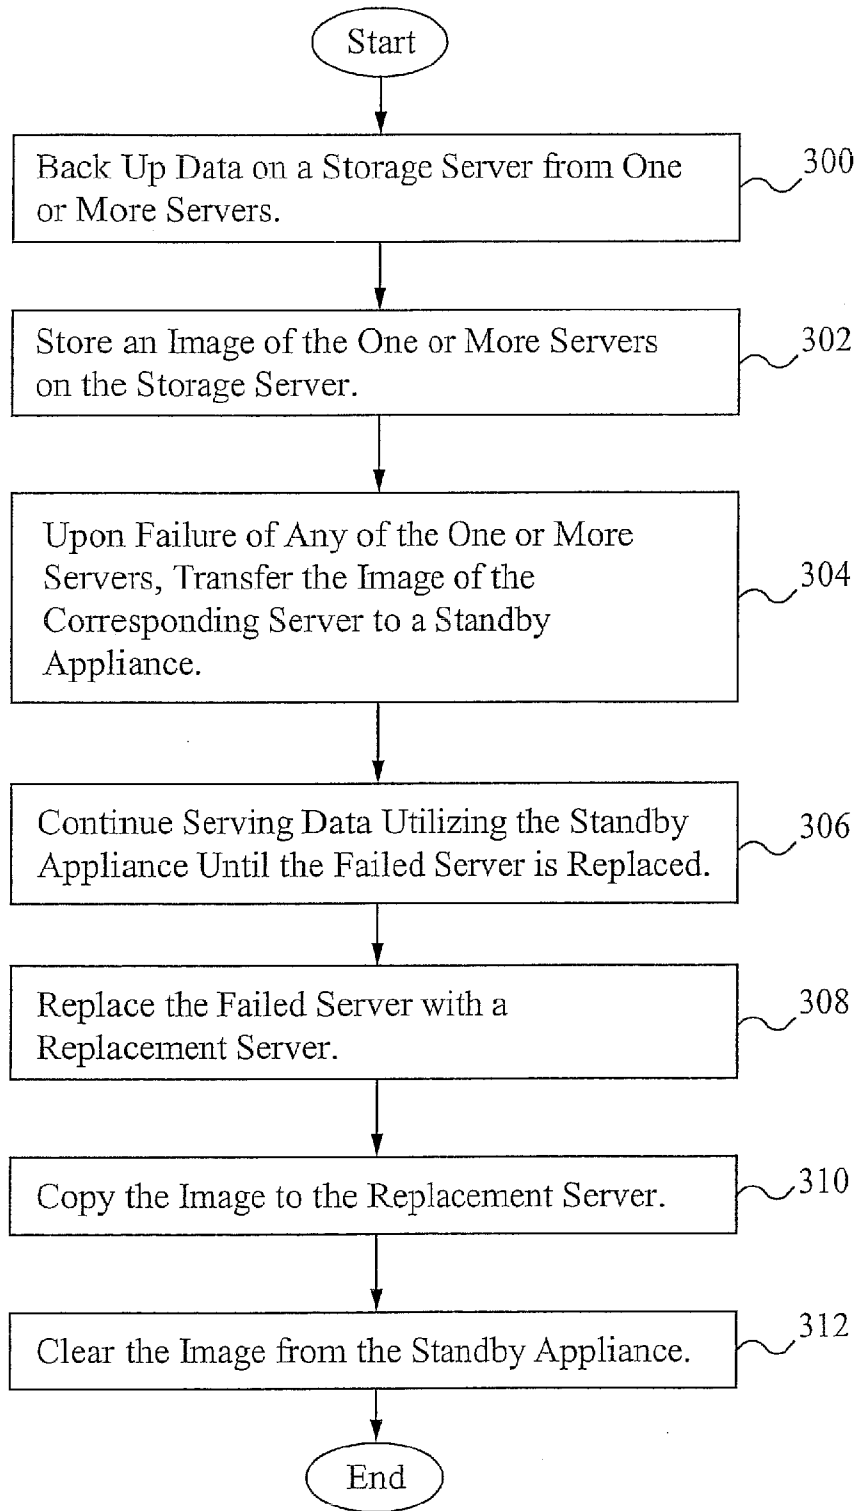 Start
Back Up Data on a Storage Server from One
or More Servers.
300
Store an Image of the One or More Servers
on the Storage Server.
302
Upon Failure of Any of the One or More
Servers, Transfer the Image of the
Corresponding Server to a Standby
Appliance.
304
Continue Serving Data Utilizing the Standby
Appliance Until the Failed Server is Replaced.
306
Replace the Failed Server with a
Replacement Server.
308
Copy the Image to the Replacement Server.
310
Clear the Image from the Standby Appliance.
312
End